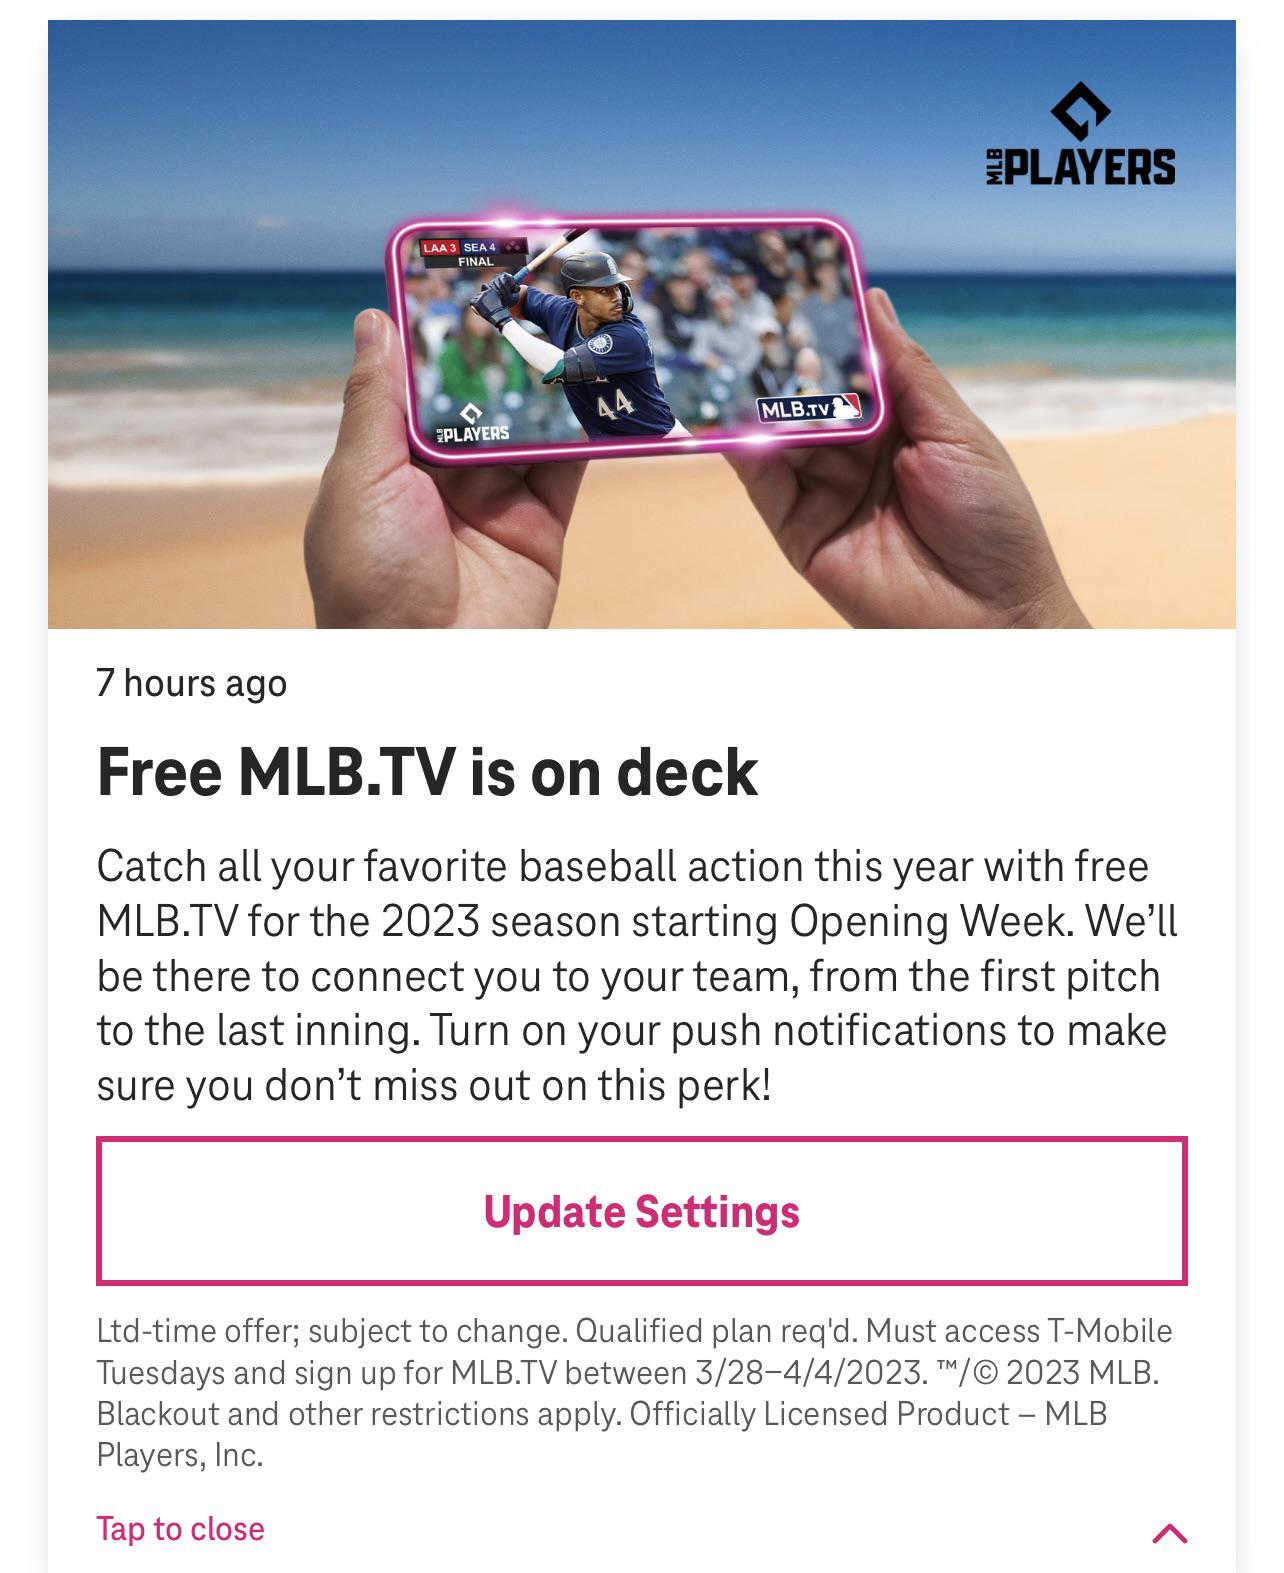 MLB PLAYERS
LAA 3 SEA 4
FINAL
44
MLB PLAYERS
MLB.TV
7 hours ago
Free MLB.TV is on deck
Catch all your favorite baseball action this year with free
MLB.TV for the 2023 season starting Opening Week. We’ll
be there to connect you to your team, from the first pitch
to the last inning. Turn on your push notifications to make
sure you don’t miss out on this perk!
Update Settings
Ltd-time offer; subject to change. Qualified plan req'd. Must access T-Mobile
Tuesdays and sign up for MLB.TV between 3/28–4/4/2023. ™/© 2023 MLB.
Blackout and other restrictions apply. Officially Licensed Product – MLB
Players, Inc.
Tap to close